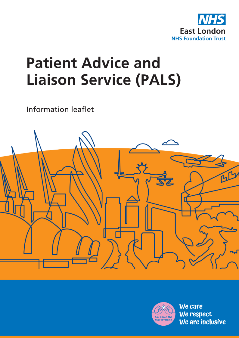 NHS
East London
NHS Foundation Trust
Patient Advice and
Liaison Service (PALS)
Information leaflet
We care
We respect
We are inclusive